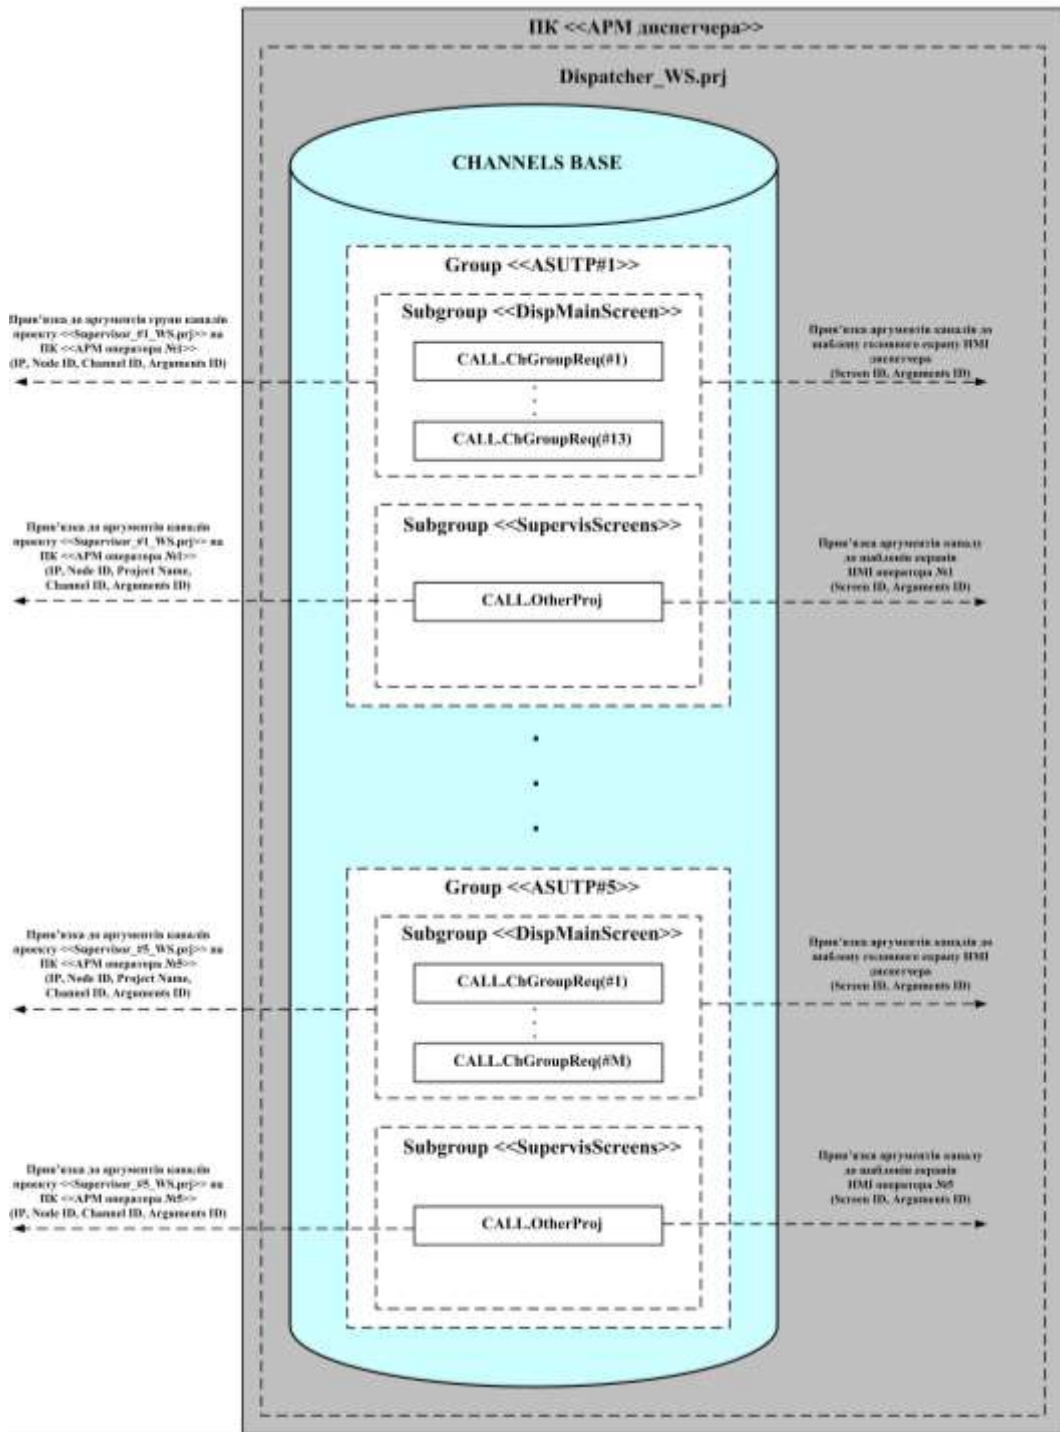 ПК <<АРМ диспетчера>>
Dispatcher_WS.prj
CHANNELS BASE
Group <<ASUTP#1>>
Subgroup <<DispMainScreen>>
CALL.ChGroupReq(#1)
CALL.ChGroupReq(#13)
Прив'язка до аргументів групи каналів
проекту <<Supervisor_#1_WS.prj>> на
ПК <<АРМ оператора №1>>
(IP, Node ID, Channel ID, Arguments ID)
Прив'язка аргументів каналів до
шаблону головного екрану HMI
диспетчера
(Screen ID, Arguments ID)
Subgroup <<SupervisScreens>>
CALL.OtherProj
Прив'язка до аргументів каналів
проекту <<Supervisor_#1_WS.prj>> на
ПК <<АРМ оператора №1>>
(IP, Node ID, Project Name,
Channel ID, Arguments ID)
Прив'язка аргументів каналу
до шаблонів екранів
HMI оператора №1
(Screen ID, Arguments ID)
Group <<ASUTP#5>>
Subgroup <<DispMainScreen>>
CALL.ChGroupReq(#1)
CALL.ChGroupReq(#M)
Прив'язка до аргументів каналів
проекту <<Supervisor_#5_WS.prj>> на
ПК <<АРМ оператора №5>>
(IP, Node ID, Project Name,
Channel ID, Arguments ID)
Прив'язка аргументів каналів до
шаблону головного екрану HMI
диспетчера
(Screen ID, Arguments ID)
Subgroup <<SupervisScreens>>
CALL.OtherProj
Прив'язка до аргументів каналів
проекту <<Supervisor_#5_WS.prj>> на
ПК <<АРМ оператора №5>>
(IP, Node ID, Channel ID, Arguments ID)
Прив'язка аргументів каналу
до шаблонів екранів
HMI оператора №5
(Screen ID, Arguments ID)